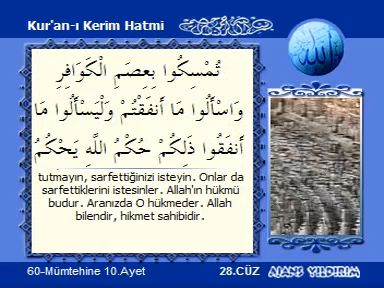 Kur'an-ı Kerim Hatmi
تُمْسِكُوا بِعِصَمِ الْكَوَافِرِ
وَاسْأَلُوا مَا أَنفَقْتُمْ وَلْيَسْأَلُوا مَا
أَنفَقُوا ذَلِكُمْ حُكْمُ اللَّهِ يَحْكُمُ
tutmayın, sarfettiğinizi isteyin. Onlar da
sarfettiklerini istesinler. Allah'ın hükmü
budur. Aranızda O hükmeder. Allah
bilendir, hikmet sahibidir.
60-Mümtehine 10.Ayet 28.CÜZ AJANS YILDIRIM